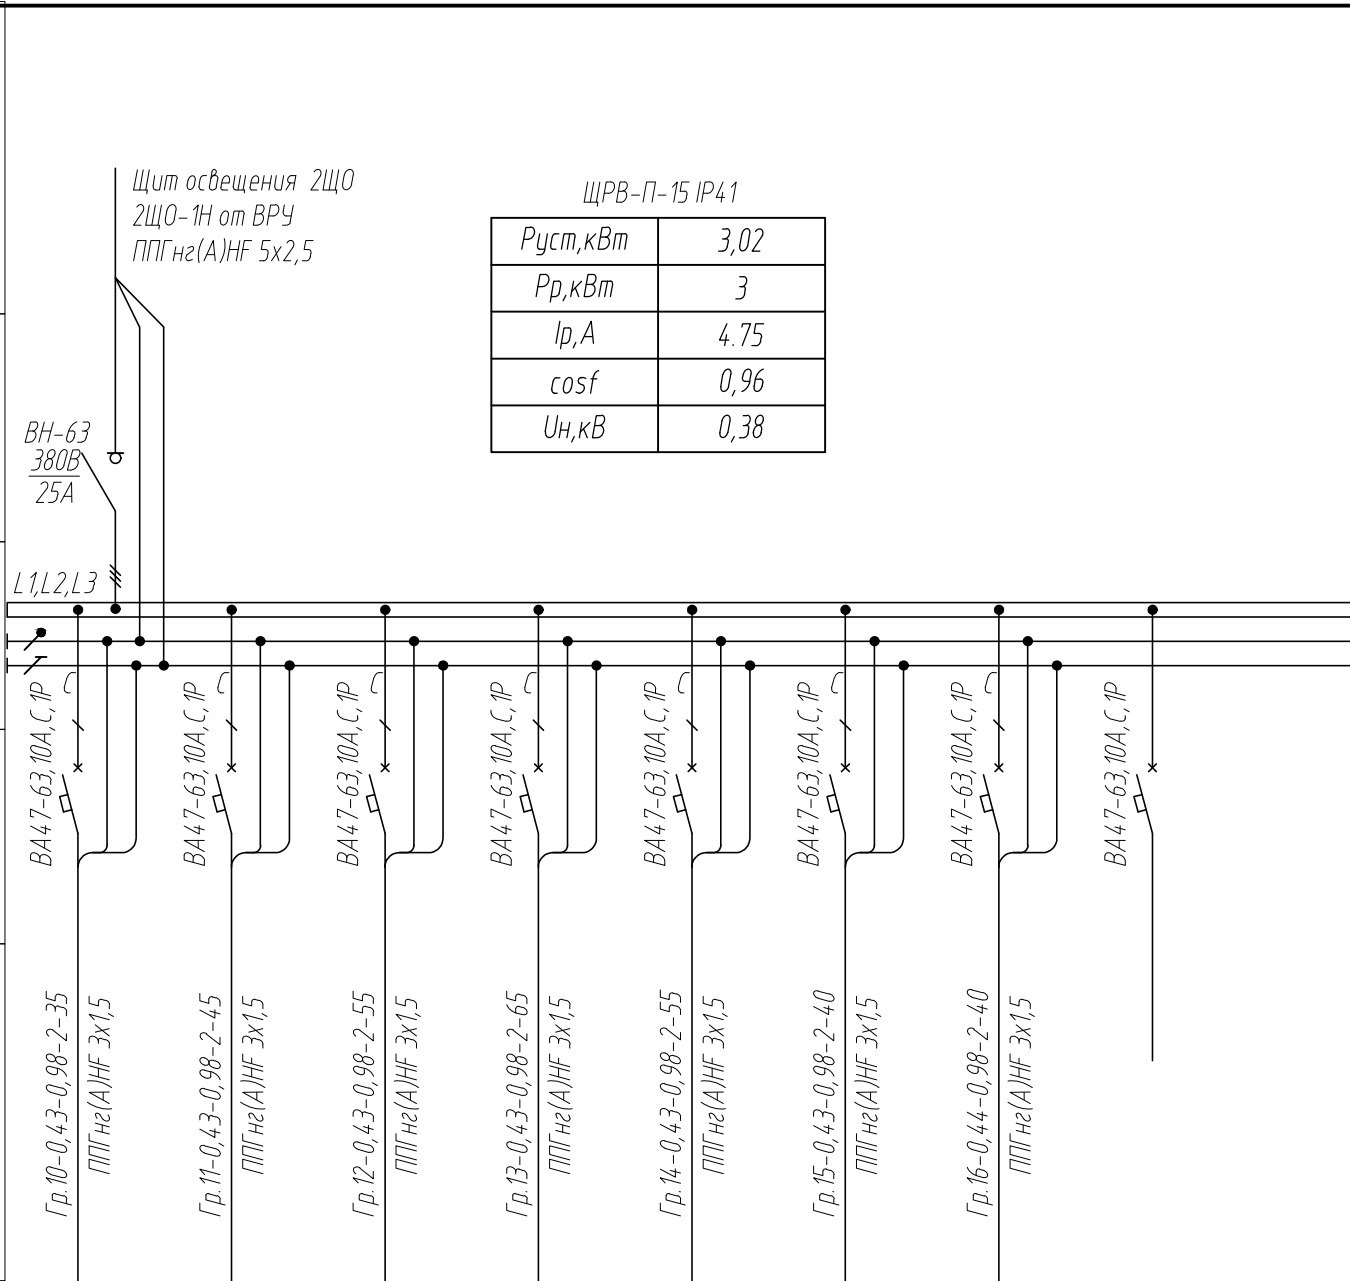 Щит освещения 2ЩО
2ЩО-1Н от ВРУ
ППГнг(А)HF 5х2,5
ЩРВ-П-15 IP41
Руст,кВт 3,02
Рр,кВт 3
Iр,А 4.75
cosf 0,96
Uн,кВ 0,38
ВН-63
380В
25А
L1,L2,L3
ВА47-63,10А,С,1Р
С
ВА47-63,10А,С,1Р
С
ВА47-63,10А,С,1Р
С
ВА47-63,10А,С,1Р
С
ВА47-63,10А,С,1Р
С
ВА47-63,10А,С,1Р
С
ВА47-63,10А,С,1Р
С
ВА47-63,10А,С,1Р
Гр.10-0,43-0,98-2-35
ППГнг(А)HF 3х1,5
Гр.11-0,43-0,98-2-45
ППГнг(А)HF 3х1,5
Гр.12-0,43-0,98-2-55
ППГнг(А)HF 3х1,5
Гр.13-0,43-0,98-2-65
ППГнг(А)HF 3х1,5
Гр.14-0,43-0,98-2-55
ППГнг(А)HF 3х1,5
Гр.15-0,43-0,98-2-40
ППГнг(А)HF 3х1,5
Гр.16-0,44-0,98-2-40
ППГнг(А)HF 3х1,5